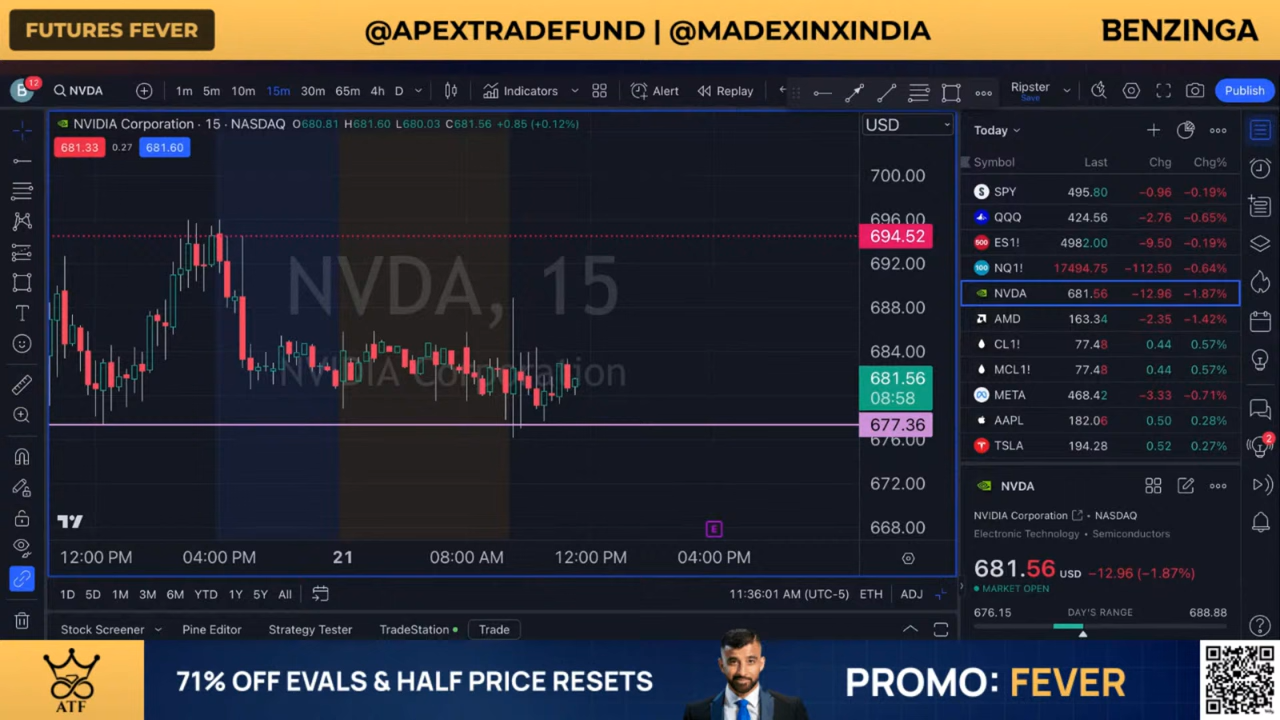 FUTURES FEVER
@APEXTRADEFUND | @MADEXINXINDIA
BENZINGA
B 12 NVDA 1m 5m 10m 15m 30m 65m 4h D Indicators Alert Replay Ripster Save Publish
NVIDIA Corporation · 15 · NASDAQ O680.81 H681.60 L680.03 C681.56 +0.85 (+0.12%)
USD
681.33 0.27 681.60
700.00
696.00
694.52
692.00
688.00
684.00
681.56
08:58
677.36
676.00
672.00
668.00
NVDA, 15
NVIDIA Corporation
E
12:00 PM 04:00 PM 21 08:00 AM 12:00 PM 04:00 PM
1D 5D 1M 3M 6M YTD 1Y 5Y All 11:36:01 AM (UTC-5) ETH ADJ
Stock Screener Pine Editor Strategy Tester TradeStation Trade
Today
Symbol Last Chg Chg%
S SPY 495.80 −0.96 −0.19%
QQQ 424.56 −2.76 −0.65%
500 ES1! 4982.00 −9.50 −0.19%
100 NQ1! 17494.75 −112.50 −0.64%
NVDA 681.56 −12.96 −1.87%
AMD 163.34 −2.35 −1.42%
CL1! 77.48 0.44 0.57%
MCL1! 77.48 0.44 0.57%
META 468.42 −3.33 −0.71%
AAPL 182.06 0.50 0.28%
TSLA 194.28 0.52 0.27%
NVDA
NVIDIA Corporation · NASDAQ
Electronic Technology · Semiconductors
681.56 USD −12.96 (−1.87%)
MARKET OPEN
676.15 DAY'S RANGE 688.88
2
ATF
71% OFF EVALS & HALF PRICE RESETS
PROMO: FEVER